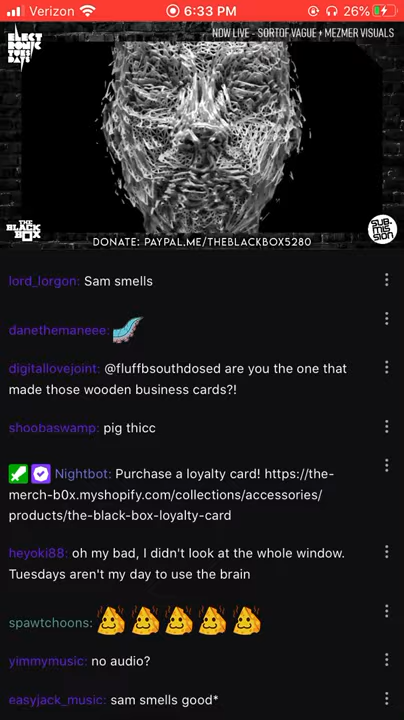 Verizon 6:33 PM 26%
ELECTRONIC TUESDAYS
NOW LIVE - SORTOF VAGUE + MEZMER VISUALS
THE BLACK BOX
SUB.MISSION
DONATE: PAYPAL.ME/THEBLACKBOX5280
lord_lorgon: Sam smells
danethemaneee:
digitallovejoint: @fluffbsouthdosed are you the one that
made those wooden business cards?!
shoobaswamp: pig thicc
Nightbot: Purchase a loyalty card! https://the-
merch-b0x.myshopify.com/collections/accessories/
products/the-black-box-loyalty-card
heyoki88: oh my bad, I didn't look at the whole window.
Tuesdays aren't my day to use the brain
spawtchoons:
yimmymusic: no audio?
easyjack_music: sam smells good*